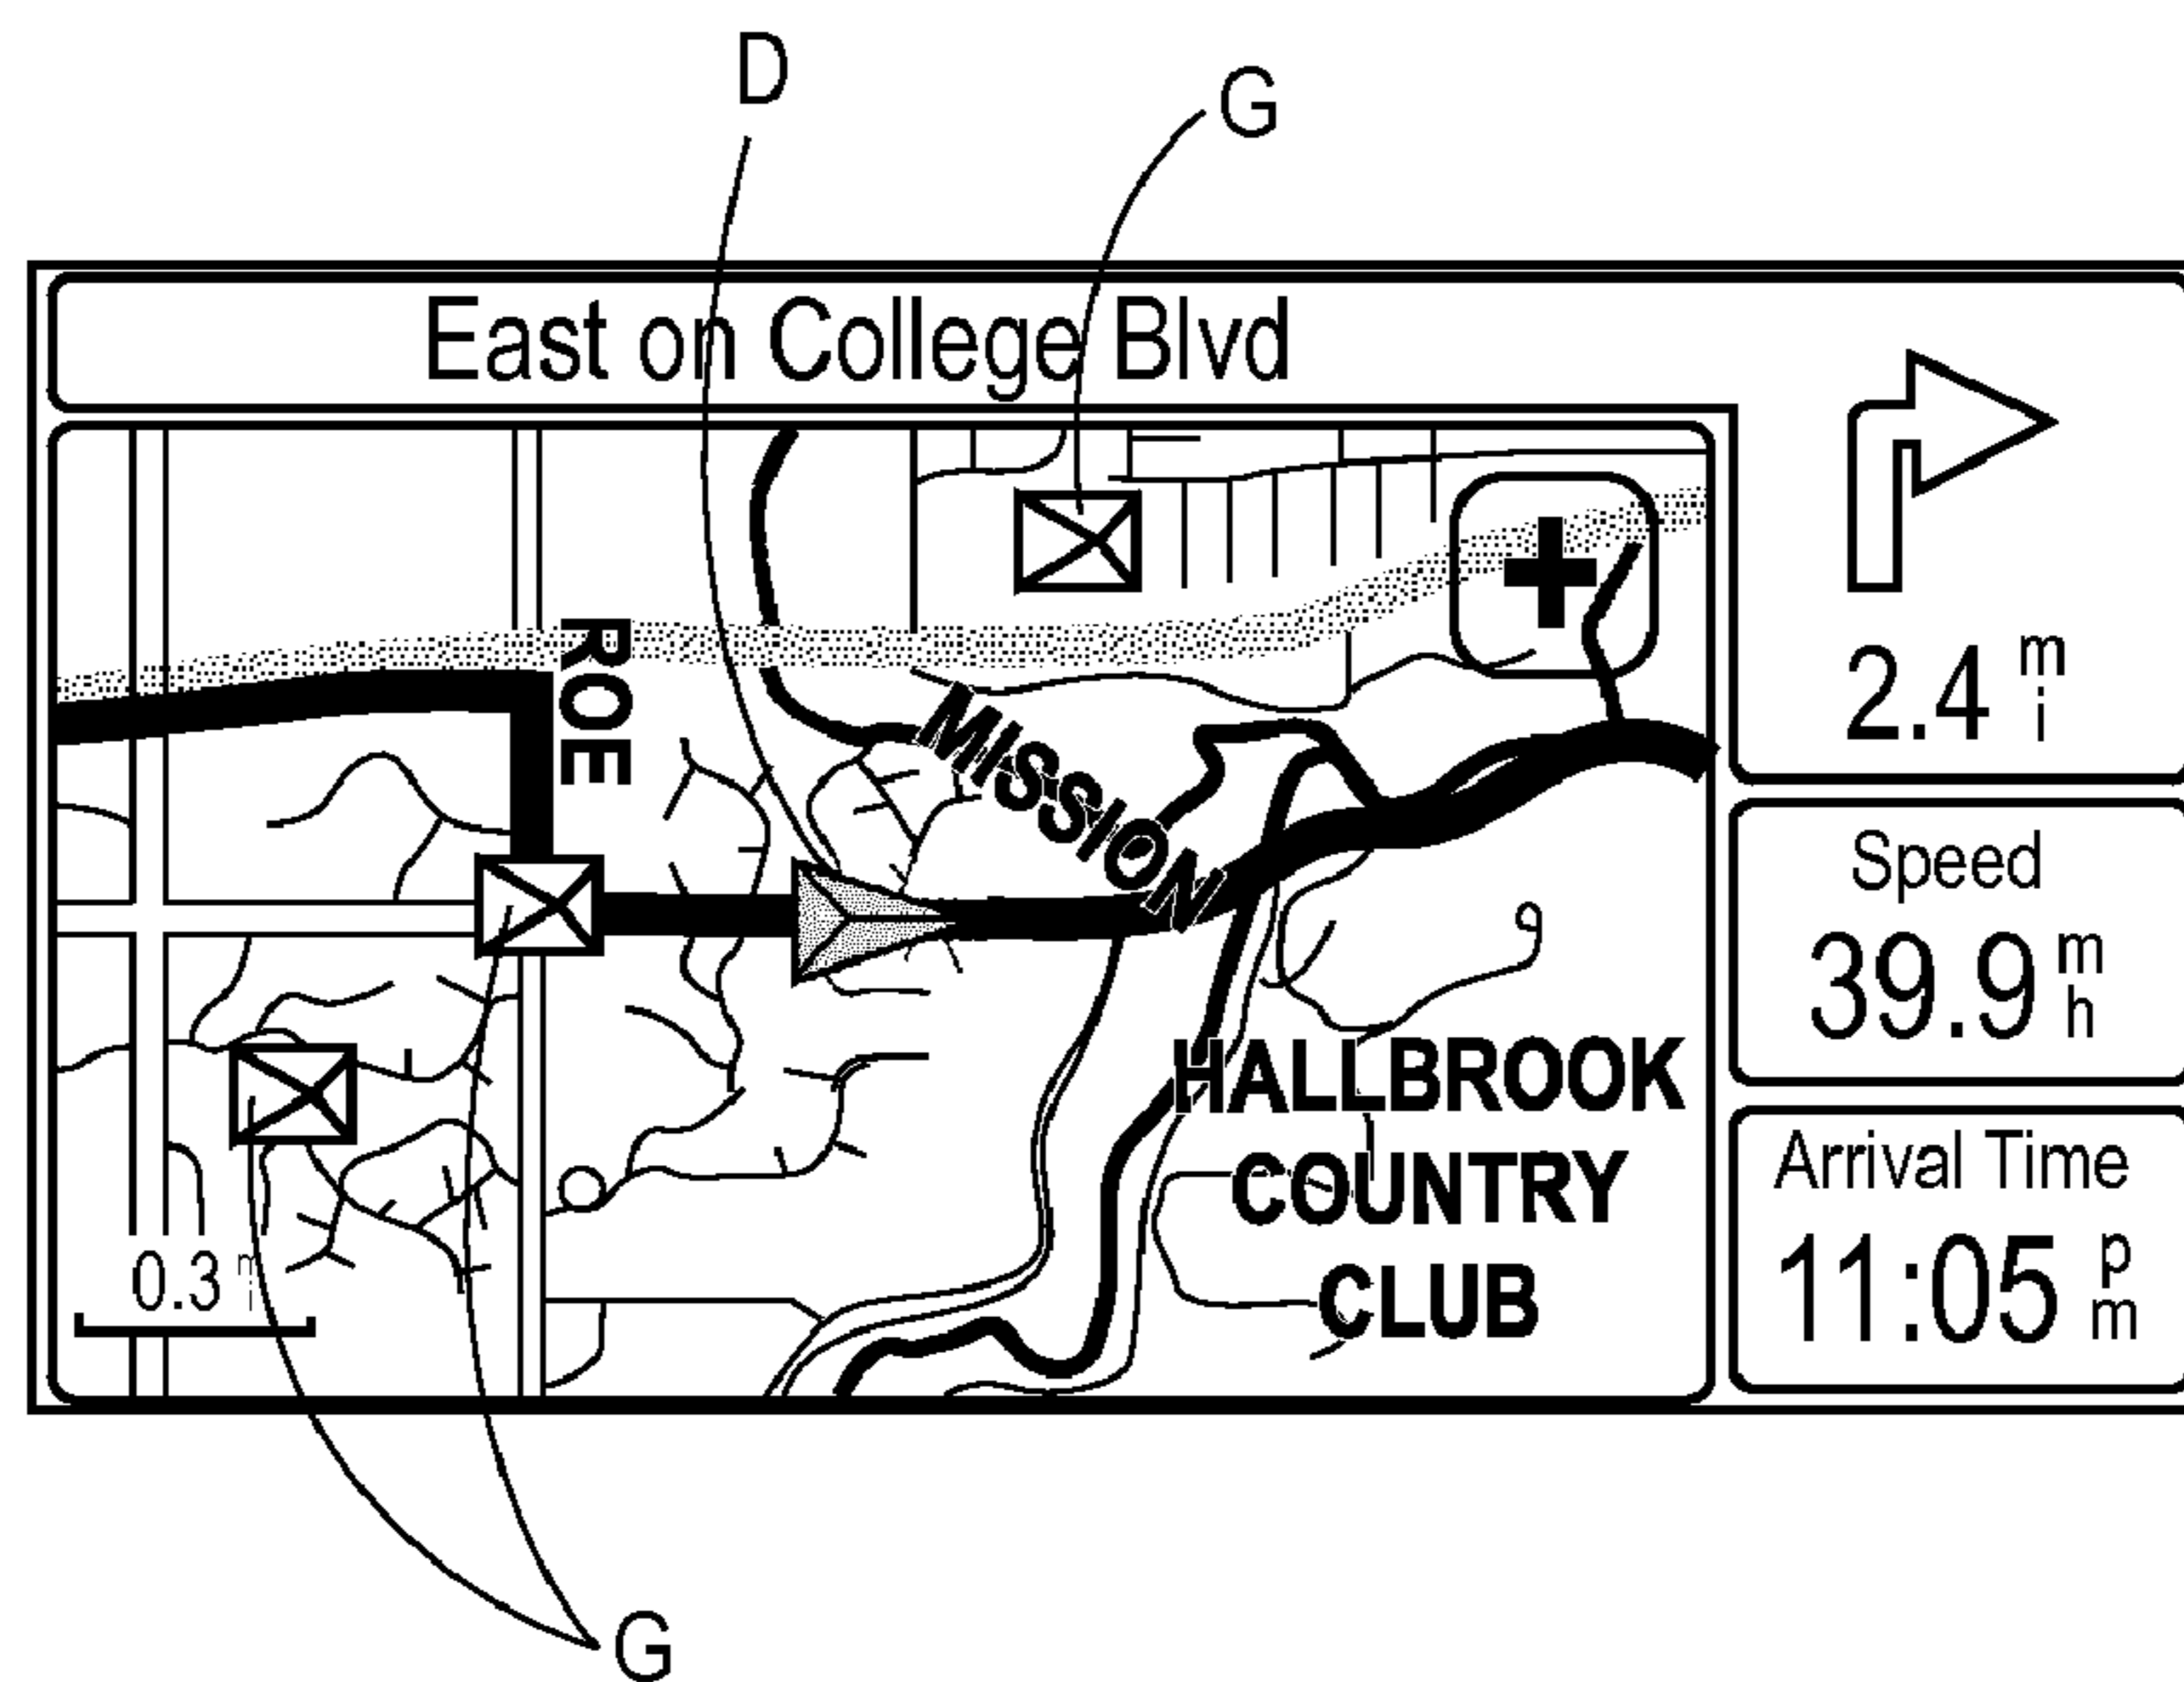 D
G
East on College Blvd
2.4 mi
ROE
MISSION
Speed
39.9 mh
HALLBROOK
COUNTRY
CLUB
Arrival Time
11:05 pm
0.3 mi
G